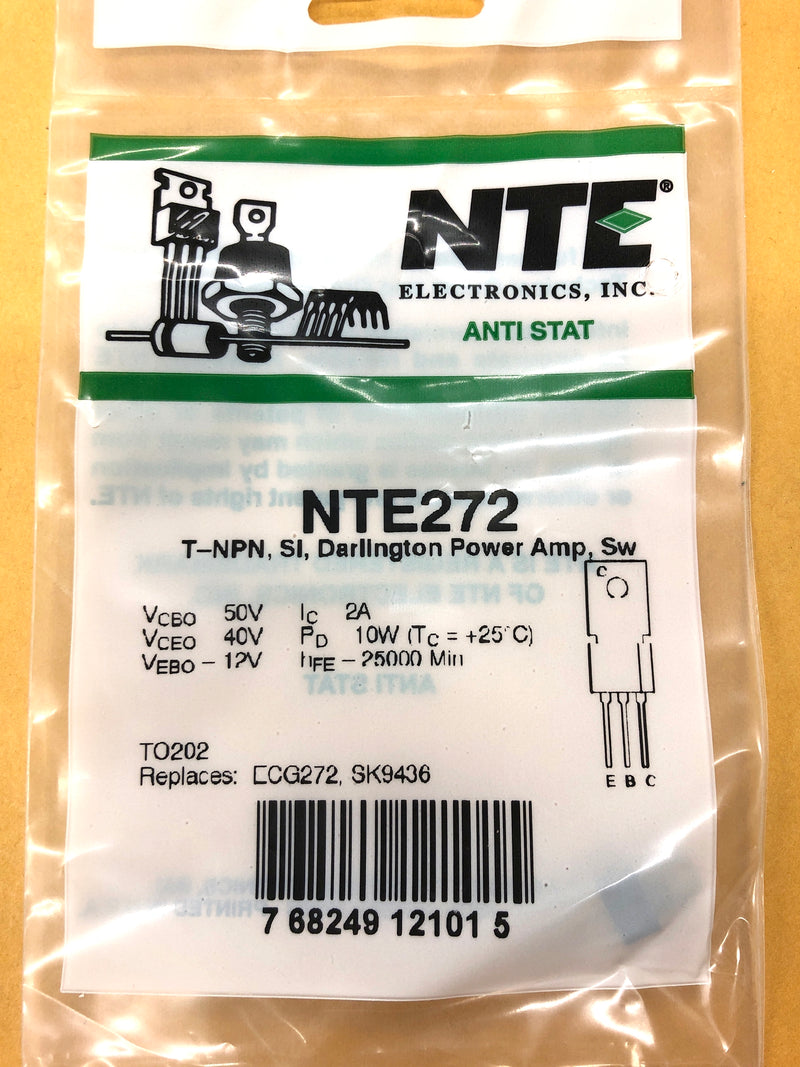 NTE®
ELECTRONICS, INC.
ANTI STAT
NTE272
T–NPN, SI, Darlington Power Amp, Sw
C
VCBO 50V IC 2A
VCEO 40V PD 10W (TC = +25°C)
VEBO – 12V hFE – 25000 Min
TO202
Replaces: ECG272, SK9436
E B C
7 68249 12101 5